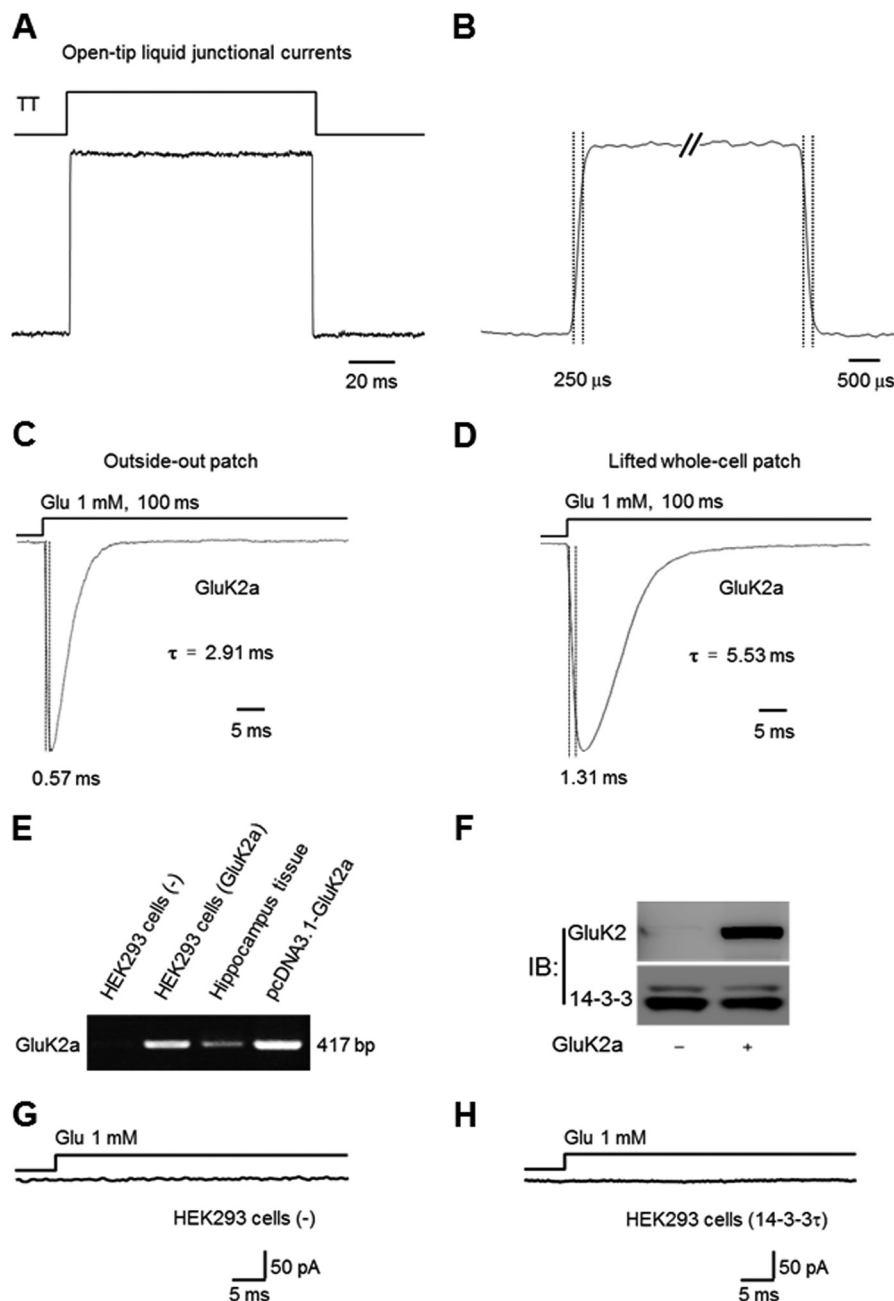 A
Open-tip liquid junctional currents
TT
20 ms
B
250 µs
500 µs
C
Outside-out patch
Glu 1 mM, 100 ms
GluK2a
τ = 2.91 ms
5 ms
0.57 ms
D
Lifted whole-cell patch
Glu 1 mM, 100 ms
GluK2a
τ = 5.53 ms
5 ms
1.31 ms
E
HEK293 cells (-)
HEK293 cells (GluK2a)
Hippocampus tissue
pcDNA3.1-GluK2a
GluK2a
417 bp
F
IB:
GluK2
14-3-3
GluK2a - +
G
Glu 1 mM
HEK293 cells (-)
50 pA
5 ms
H
Glu 1 mM
HEK293 cells (14-3-3τ)
50 pA
5 ms